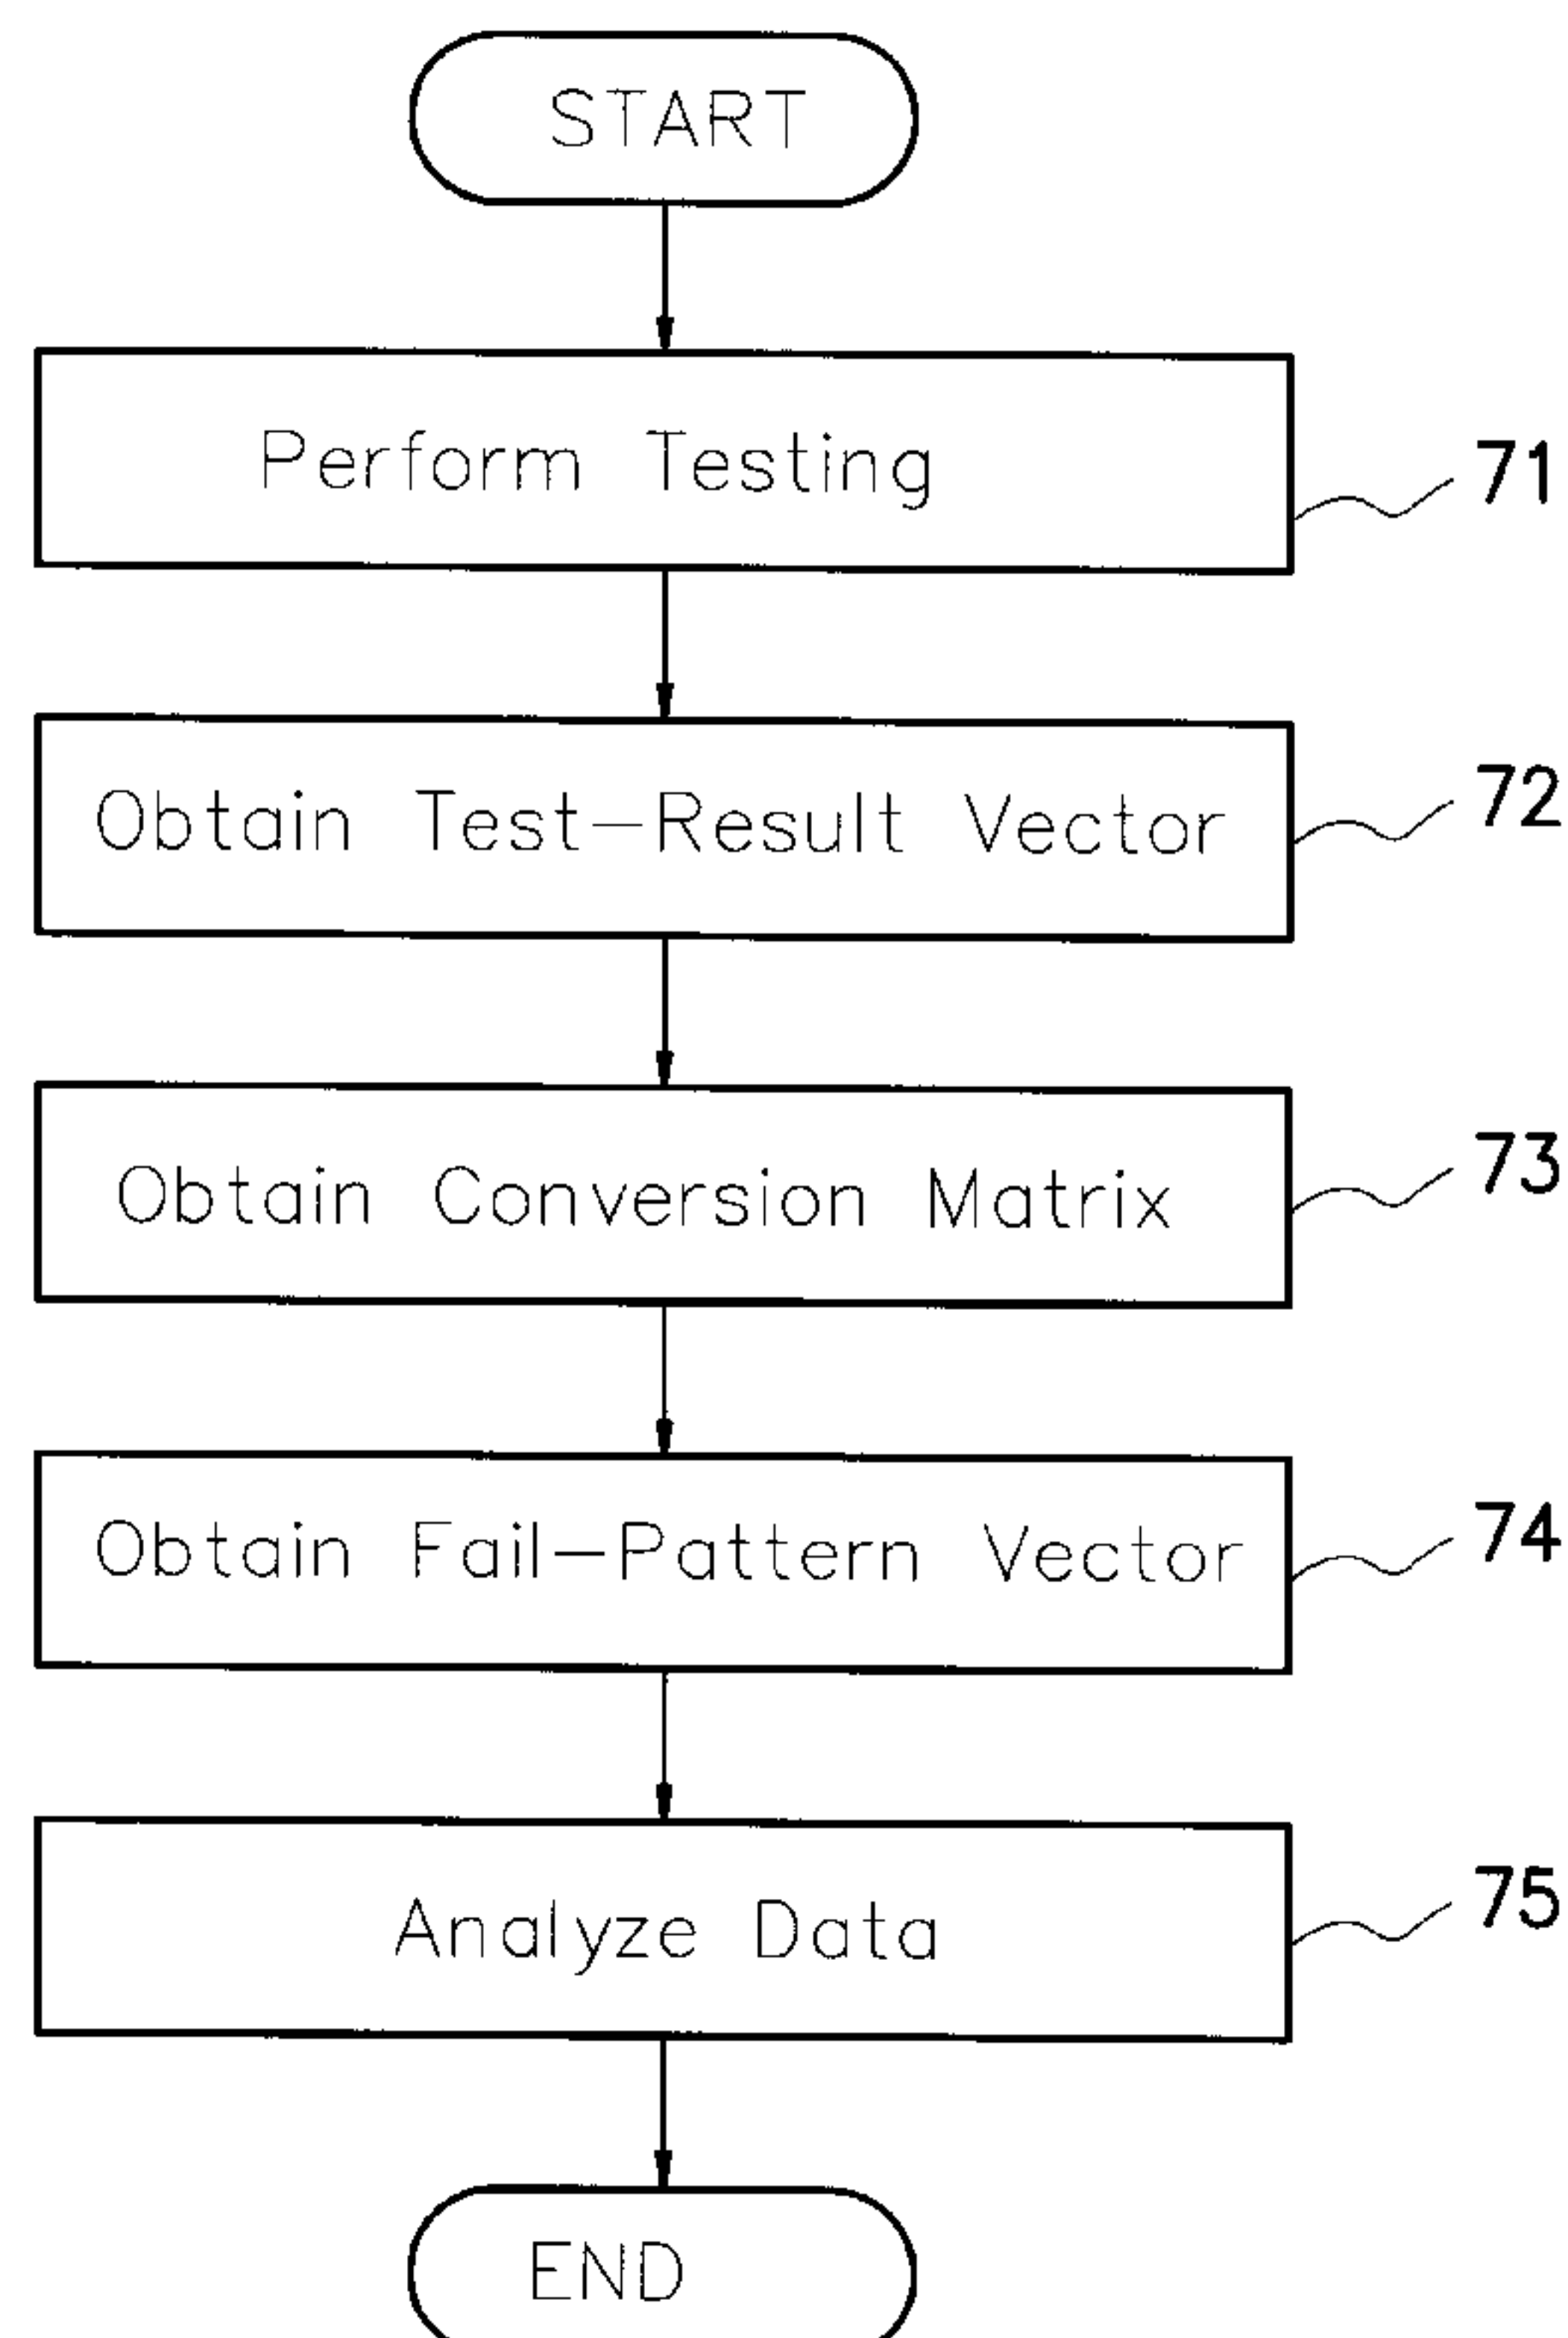 START
Perform Testing
71
Obtain Test-Result Vector
72
Obtain Conversion Matrix
73
Obtain Fail-Pattern Vector
74
Analyze Data
75
END